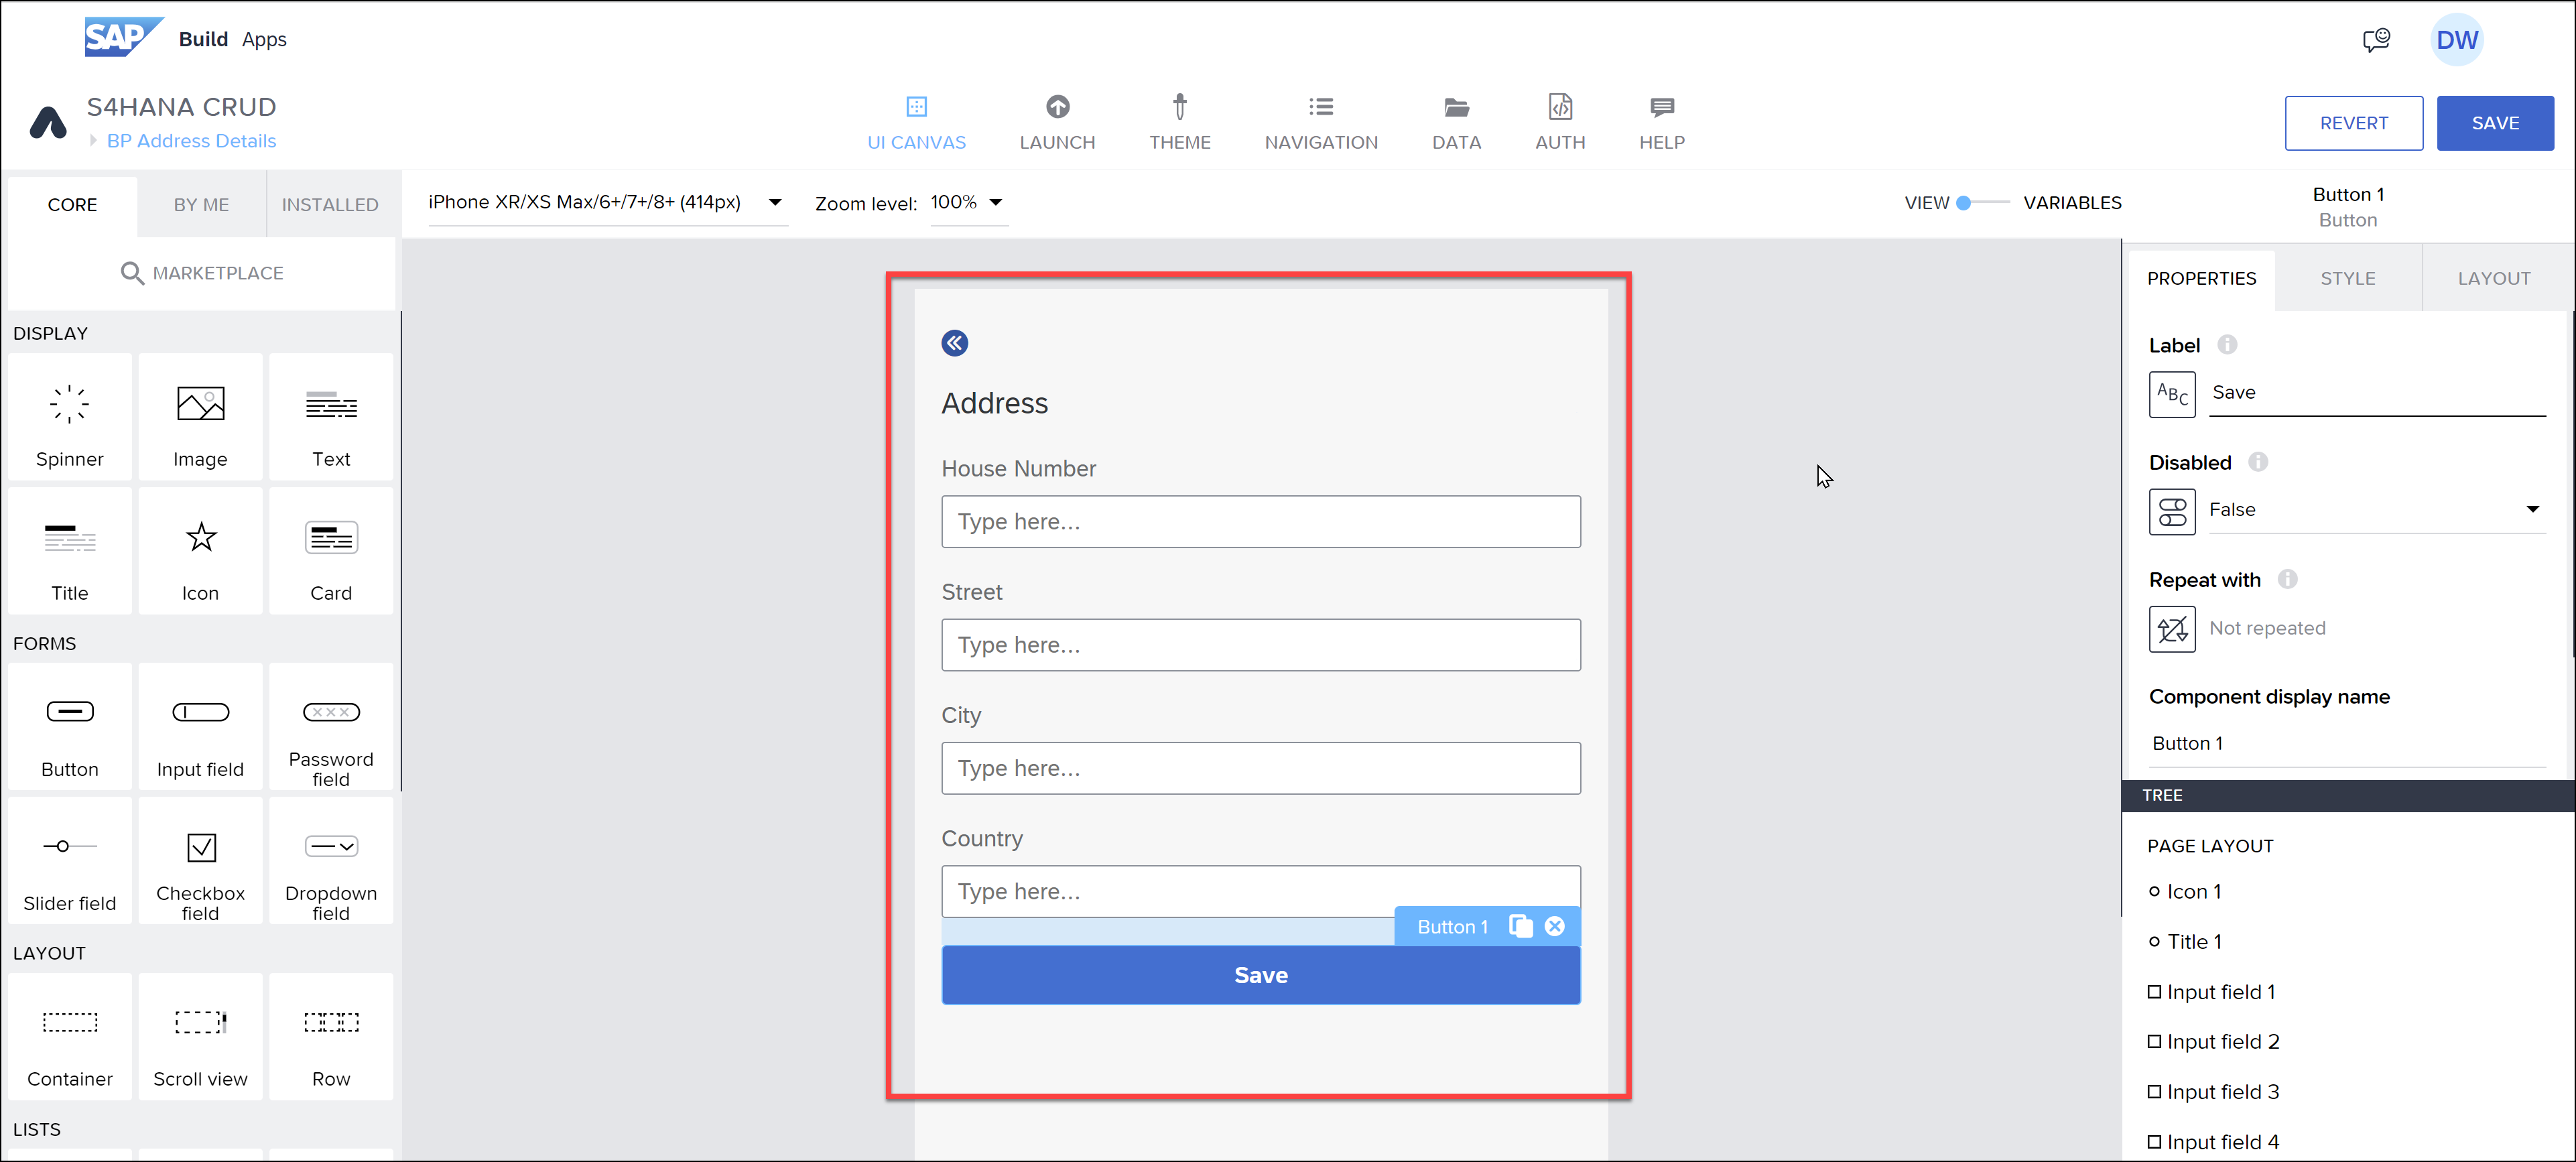 SAP Build Apps
DW
S4HANA CRUD
BP Address Details
UI CANVAS
LAUNCH
THEME
NAVIGATION
DATA
AUTH
HELP
REVERT
SAVE
CORE
BY ME
INSTALLED
iPhone XR/XS Max/6+/7+/8+ (414px)
Zoom level: 100%
VIEW
VARIABLES
Button 1
Button
MARKETPLACE
DISPLAY
Spinner
Image
Text
Title
Icon
Card
FORMS
Button
Input field
Password field
Slider field
Checkbox field
Dropdown field
LAYOUT
Container
Scroll view
Row
LISTS
Address
House Number
Type here...
Street
Type here...
City
Type here...
Country
Type here...
Button 1
Save
PROPERTIES
STYLE
LAYOUT
Label
ABC
Save
Disabled
False
Repeat with
Not repeated
Component display name
Button 1
TREE
PAGE LAYOUT
Icon 1
Title 1
Input field 1
Input field 2
Input field 3
Input field 4